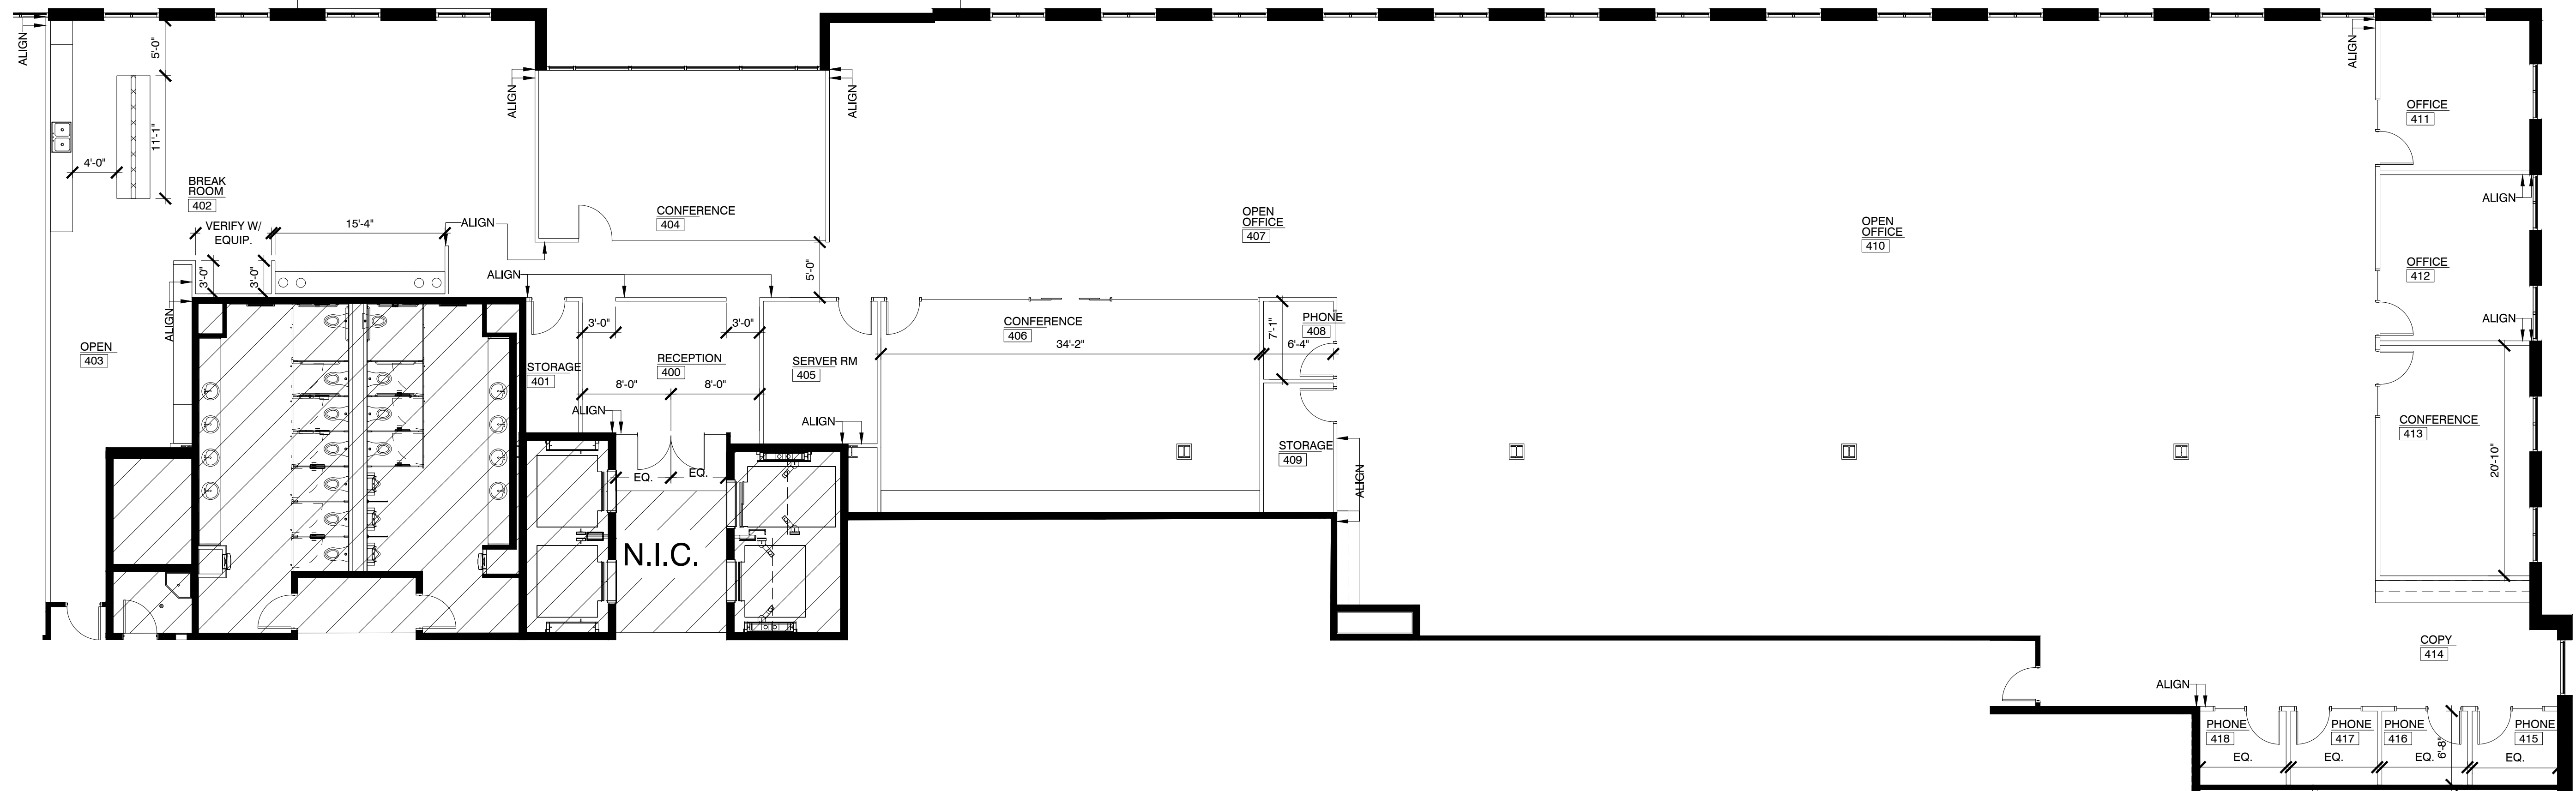 ALIGN
5'-0"
11'-1"
4'-0"
BREAK
ROOM
402
VERIFY W/
EQUIP.
15'-4"
ALIGN
3'-0"
3'-0"
ALIGN
OPEN
403
ALIGN
ALIGN
CONFERENCE
404
5'-0"
ALIGN
STORAGE
401
3'-0"
3'-0"
RECEPTION
400
8'-0"
8'-0"
ALIGN
EQ.
EQ.
N.I.C.
SERVER RM
405
ALIGN
CONFERENCE
406
34'-2"
OPEN
OFFICE
407
PHONE
408
7'-1"
6'-4"
STORAGE
409
ALIGN
OPEN
OFFICE
410
ALIGN
OFFICE
411
ALIGN
OFFICE
412
ALIGN
CONFERENCE
413
20'-10"
COPY
414
ALIGN
PHONE
418
PHONE
417
PHONE
416
PHONE
415
6'-8"
EQ.
EQ.
EQ.
EQ.